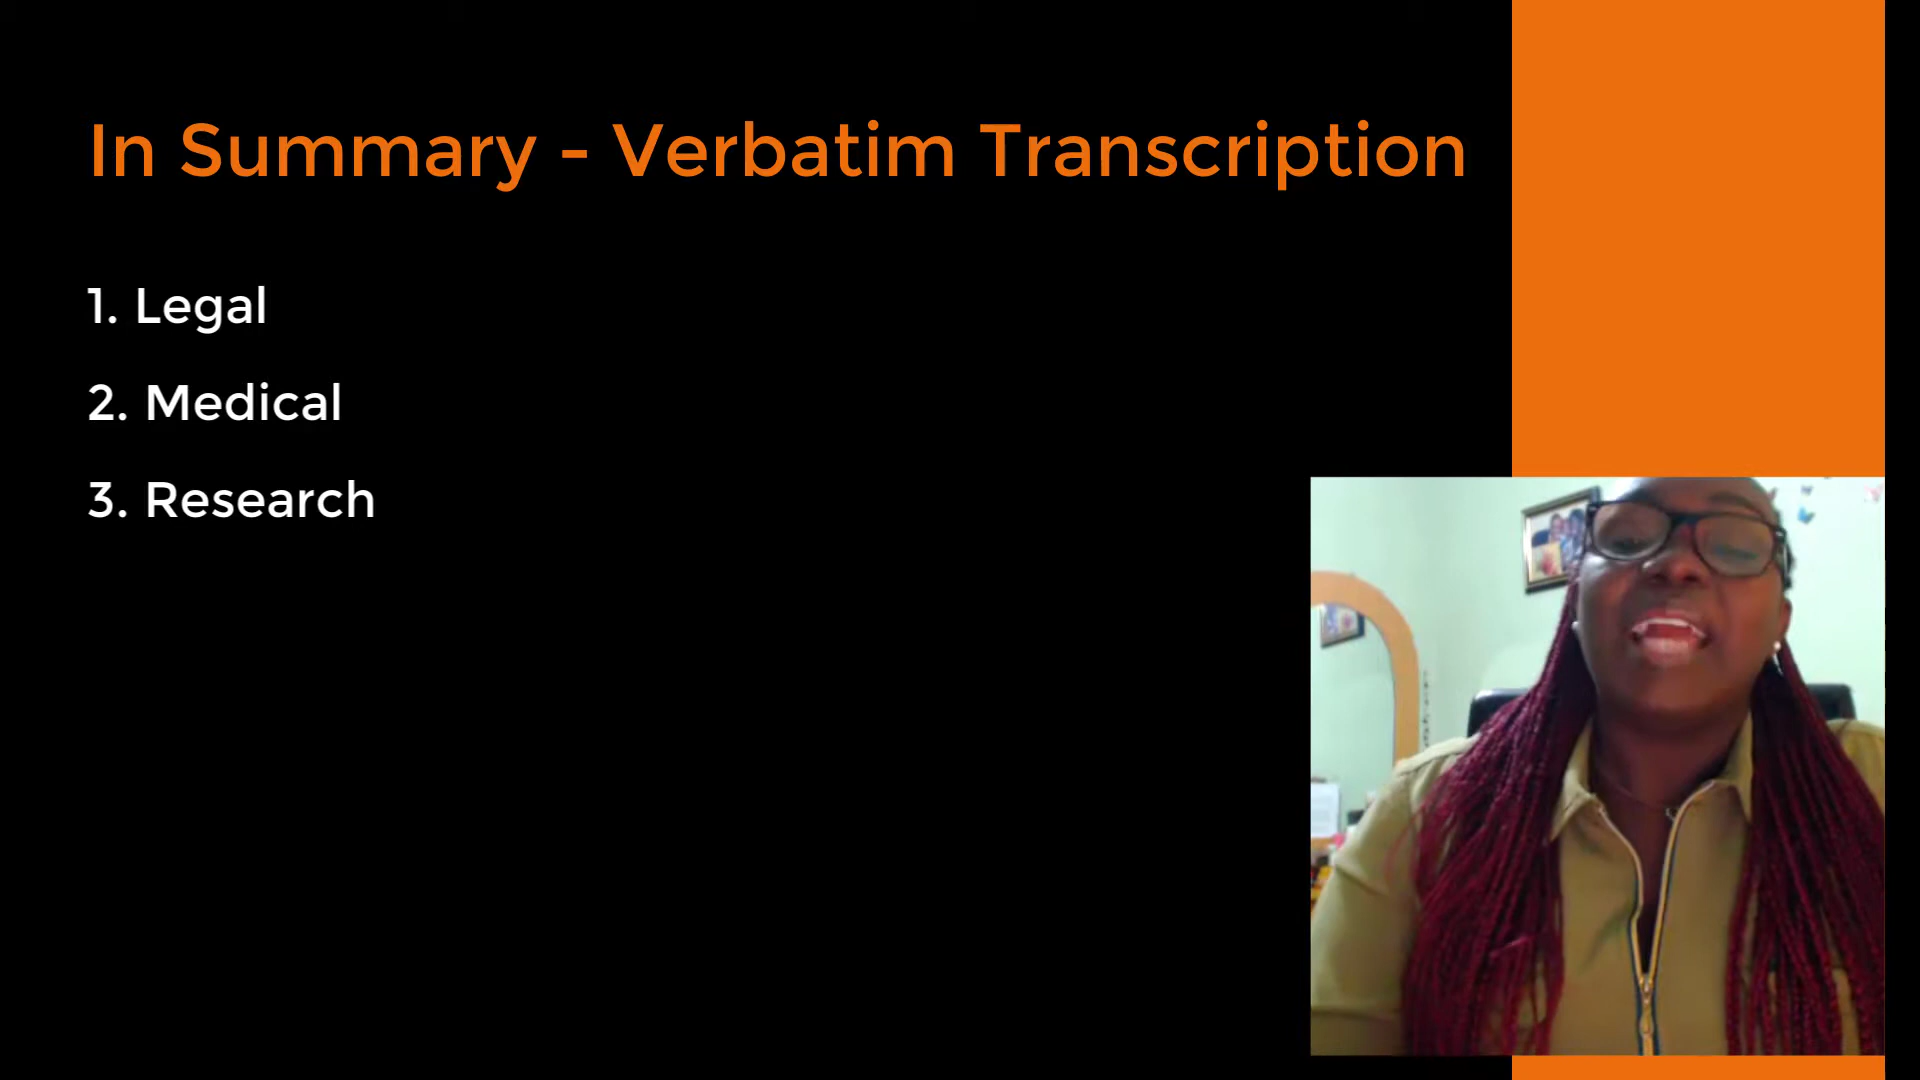 In Summary - Verbatim Transcription
1. Legal
2. Medical
3. Research